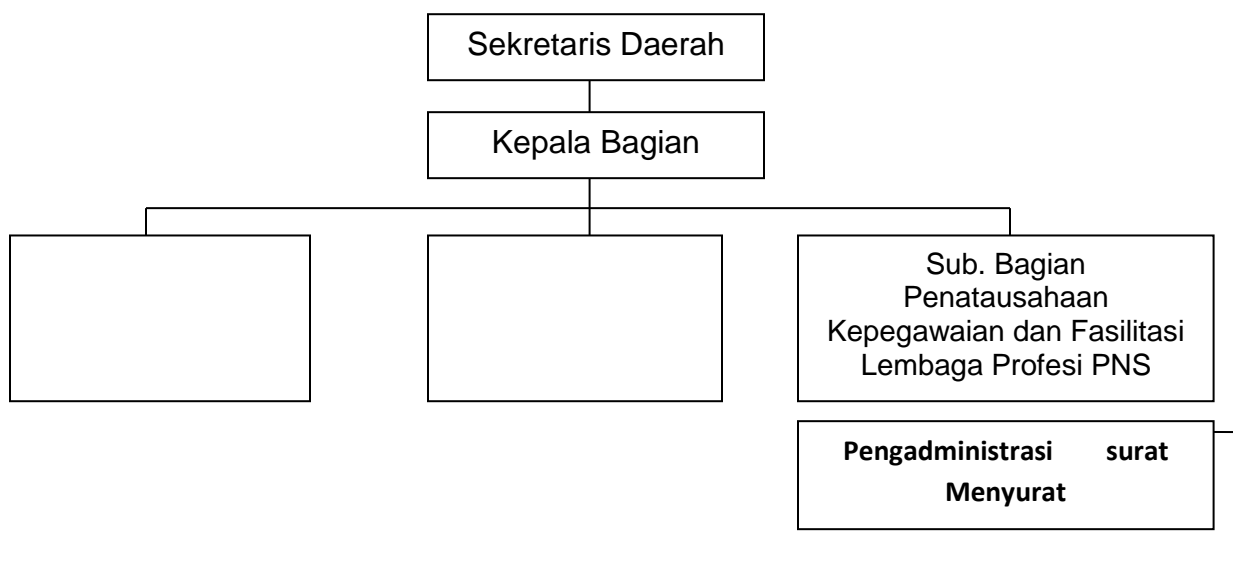 Sekretaris Daerah
Kepala Bagian
Sub. Bagian
Penatausahaan
Kepegawaian dan Fasilitasi
Lembaga Profesi PNS
Pengadministrasi surat
Menyurat